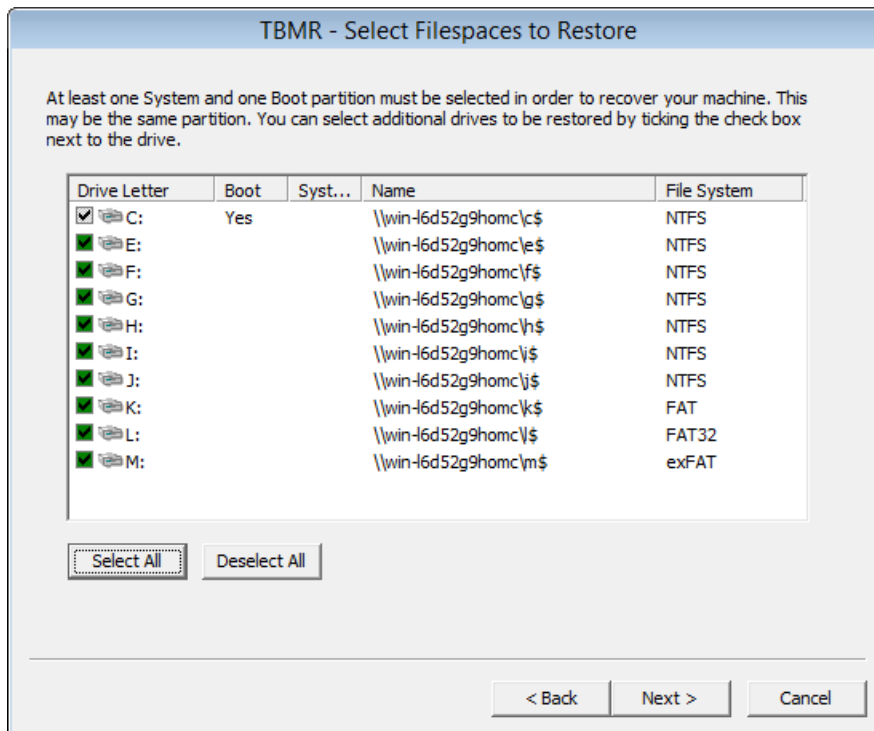 TBMR - Select Filespaces to Restore
At least one System and one Boot partition must be selected in order to recover your machine. This
may be the same partition. You can select additional drives to be restored by ticking the check box
next to the drive.
Drive Letter Boot Syst... Name File System
C: Yes \\win-l6d52g9homc\c$ NTFS
E: \\win-l6d52g9homc\e$ NTFS
F: \\win-l6d52g9homc\f$ NTFS
G: \\win-l6d52g9homc\g$ NTFS
H: \\win-l6d52g9homc\h$ NTFS
I: \\win-l6d52g9homc\i$ NTFS
J: \\win-l6d52g9homc\j$ NTFS
K: \\win-l6d52g9homc\k$ FAT
L: \\win-l6d52g9homc\l$ FAT32
M: \\win-l6d52g9homc\m$ exFAT
Select All Deselect All
< Back Next > Cancel